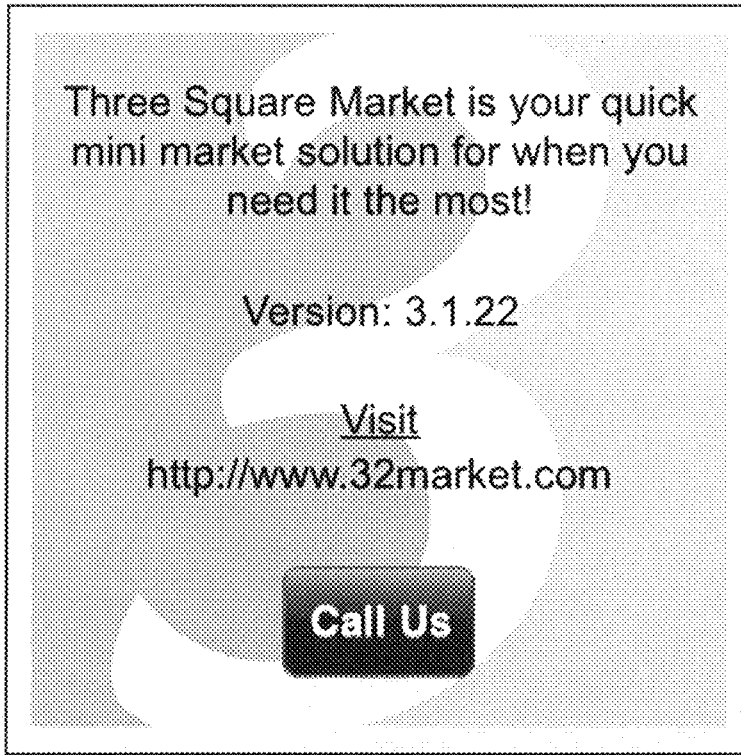 Three Square Market is your quick
mini market solution for when you
need it the most!
Version: 3.1.22
Visit
http://www.32market.com
Call Us